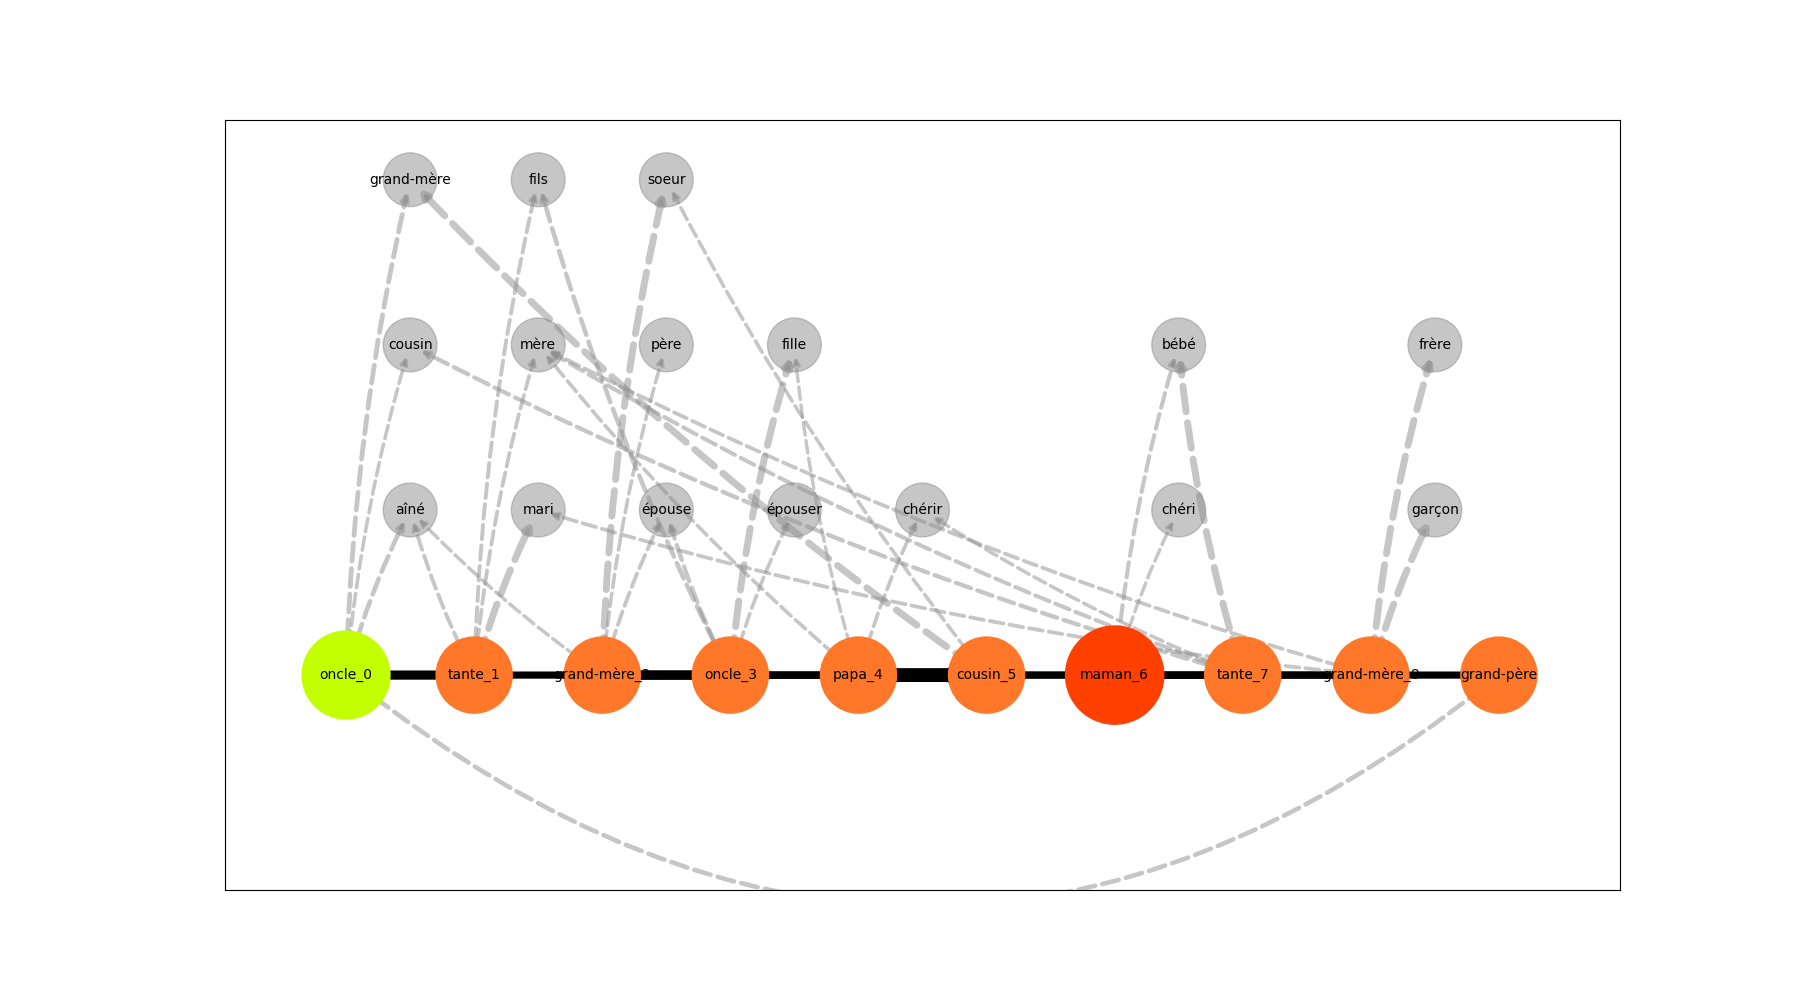 grand-mère
fils
soeur
cousin
mère
père
fille
bébé
frère
aîné
mari
épouse
épouser
chérir
chéri
garçon
oncle_0
tante_1
grand-mère_2
oncle_3
papa_4
cousin_5
maman_6
tante_7
grand-mère_8
grand-père